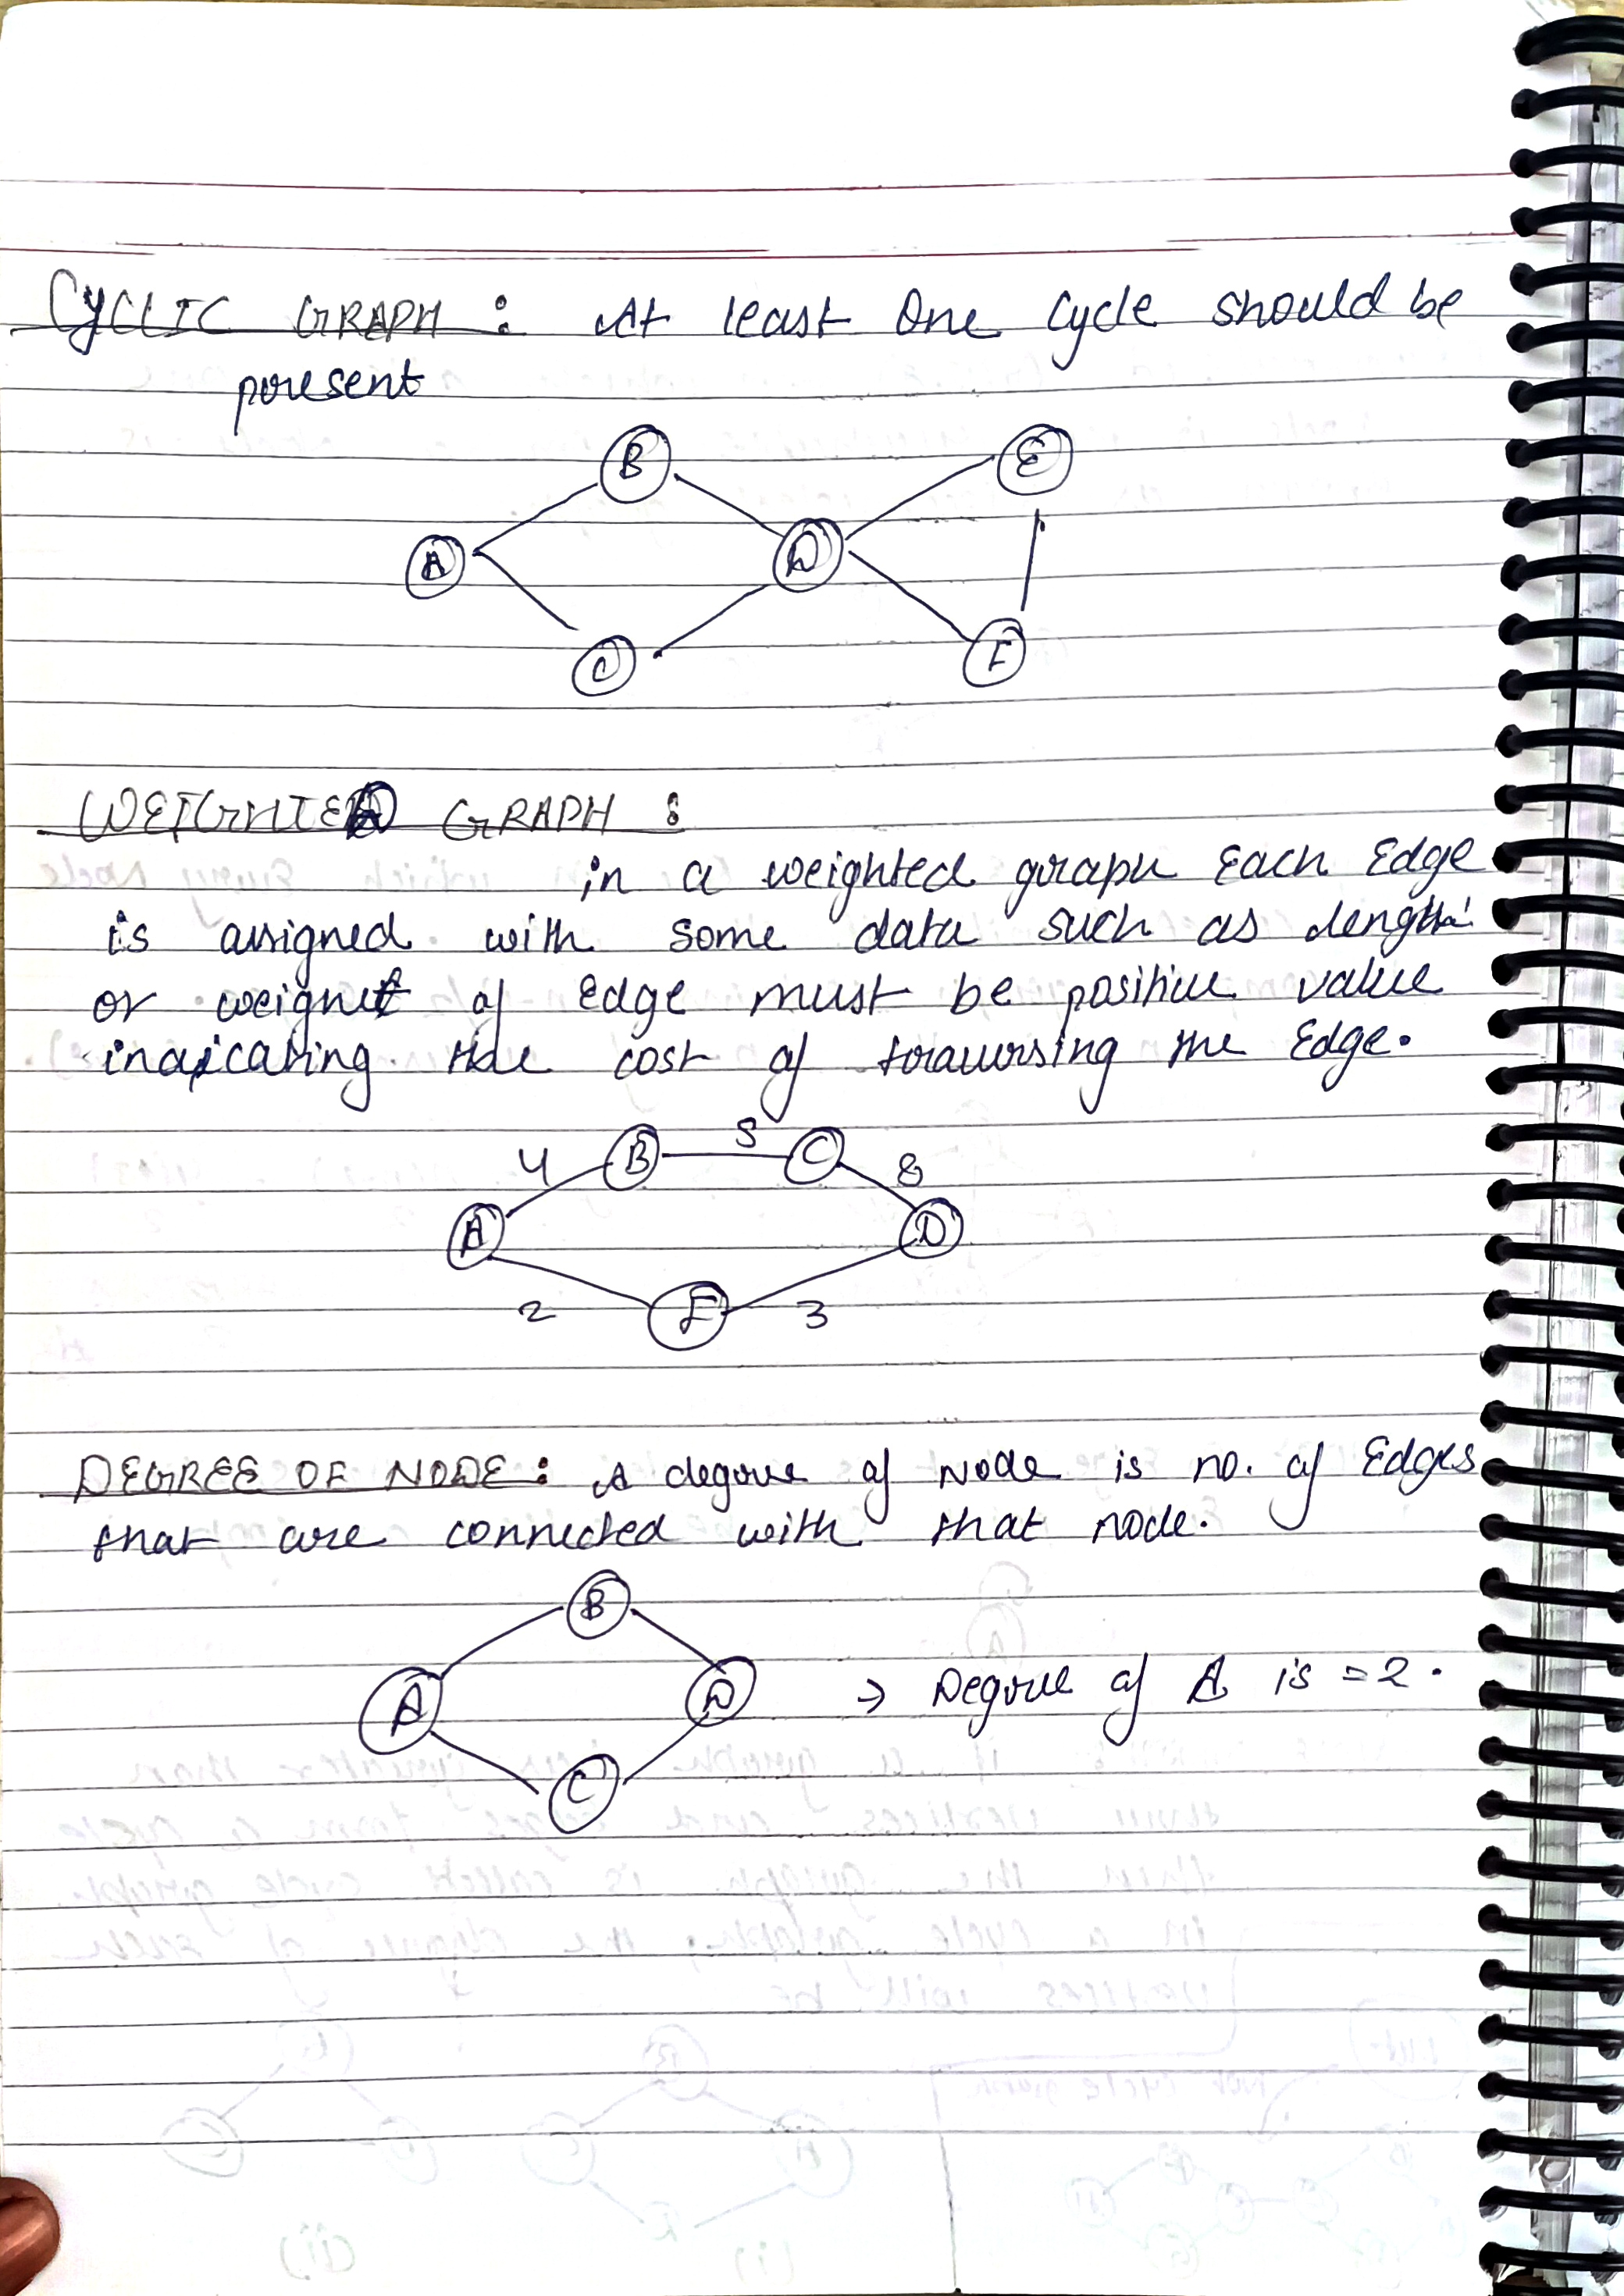 CYCLIC GRAPH : At least One Cycle should be
present
B
E
A
D
C
F
WEIGHTED GRAPH :
in a weighted graph Each Edge
is assigned with some data such as length
or weight of Edge must be positive value
indicating the cost of traversing the Edge.
4 B 5 C 8
A D
2 E 3
DEGREE OF NODE : A degree of Node is no. of Edges
that are connected with that node.
B
A D → Degree of A is = 2.
C